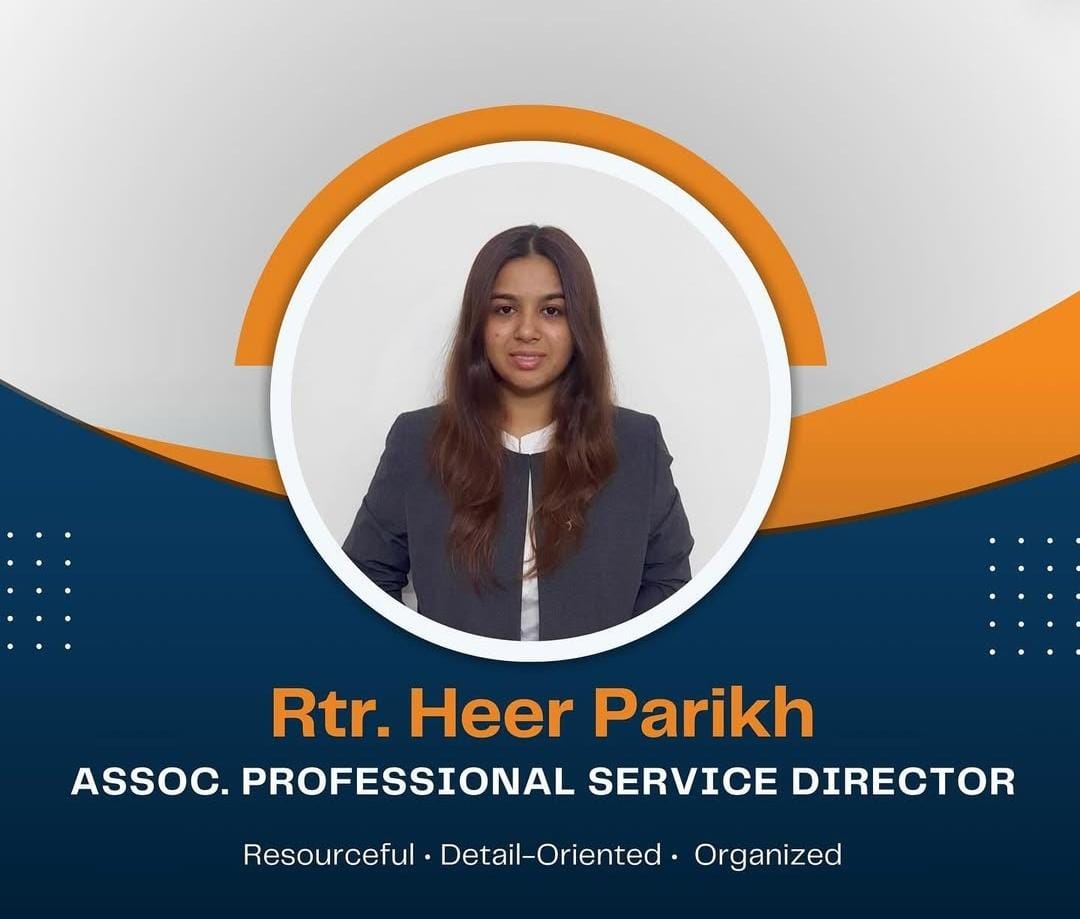 Rtr. Heer Parikh
ASSOC. PROFESSIONAL SERVICE DIRECTOR
Resourceful • Detail-Oriented • Organized